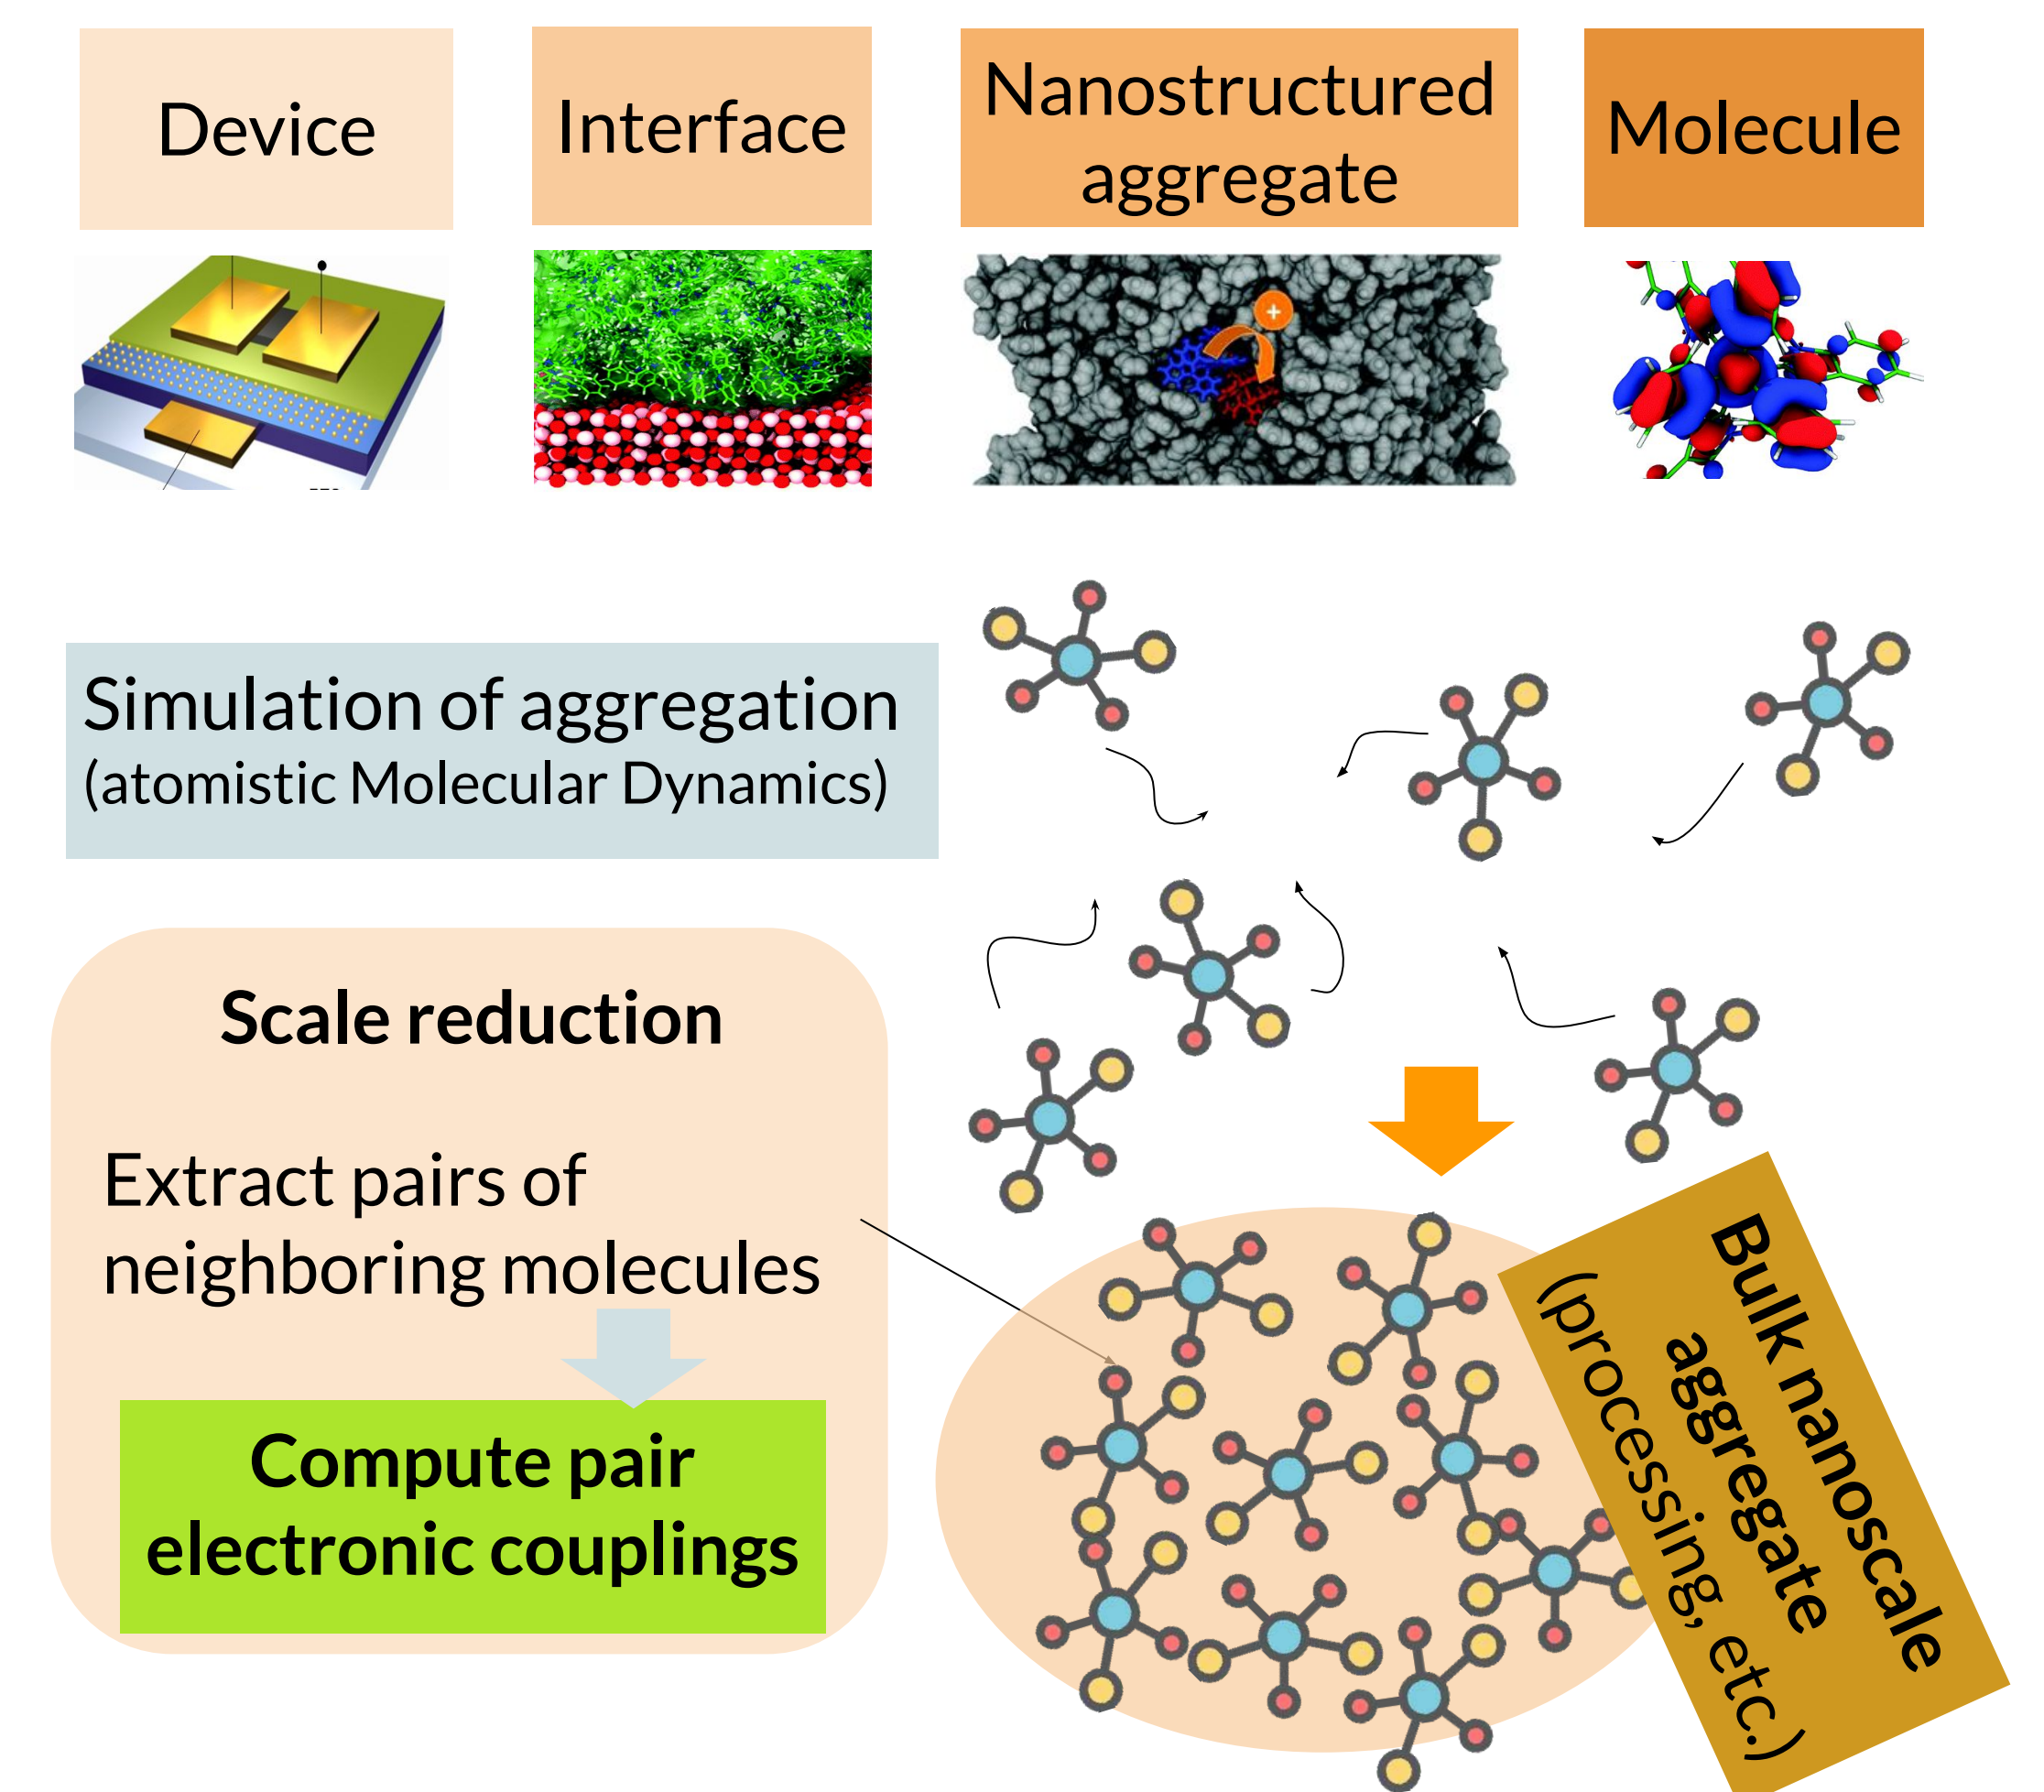 Device
Interface
Nanostructured
aggregate
Molecule
+
Simulation of aggregation
(atomistic Molecular Dynamics)
Scale reduction
Extract pairs of
neighboring molecules
Compute pair
electronic couplings
Bulk nanoscale
aggregate
(processing, etc.)